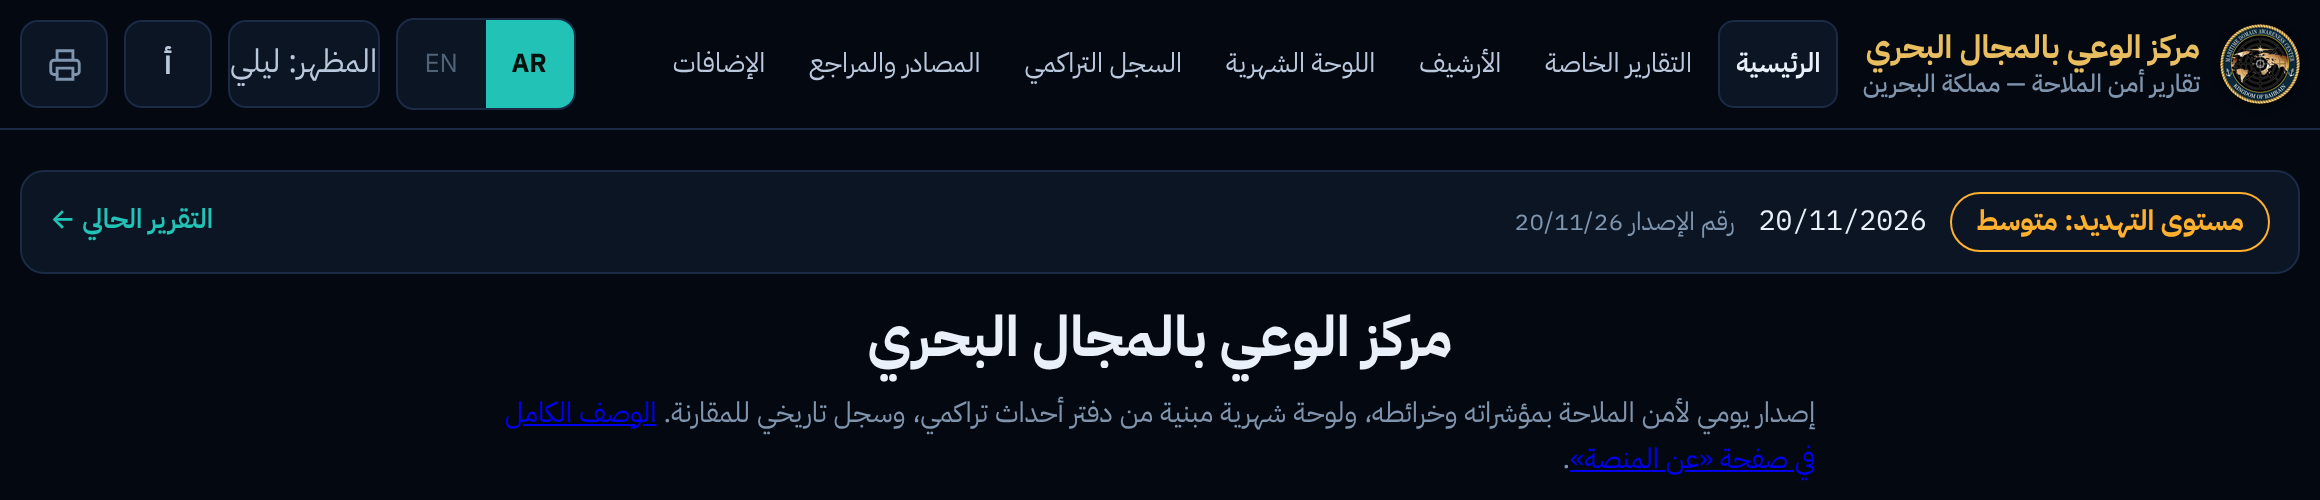 مركز الوعي بالمجال البحري
تقارير أمن الملاحة — مملكة البحرين
الرئيسية
التقارير الخاصة
الأرشيف
اللوحة الشهرية
السجل التراكمي
المصادر والمراجع
الإضافات
AR
EN
المظهر: ليلي
أ
مستوى التهديد: متوسط
20/11/2026
رقم الإصدار 20/11/26
التقرير الحالي ←
مركز الوعي بالمجال البحري
إصدار يومي لأمن الملاحة بمؤشراته وخرائطه، ولوحة شهرية مبنية من دفتر أحداث تراكمي، وسجل تاريخي للمقارنة. الوصف الكامل
في صفحة «عن المنصة».